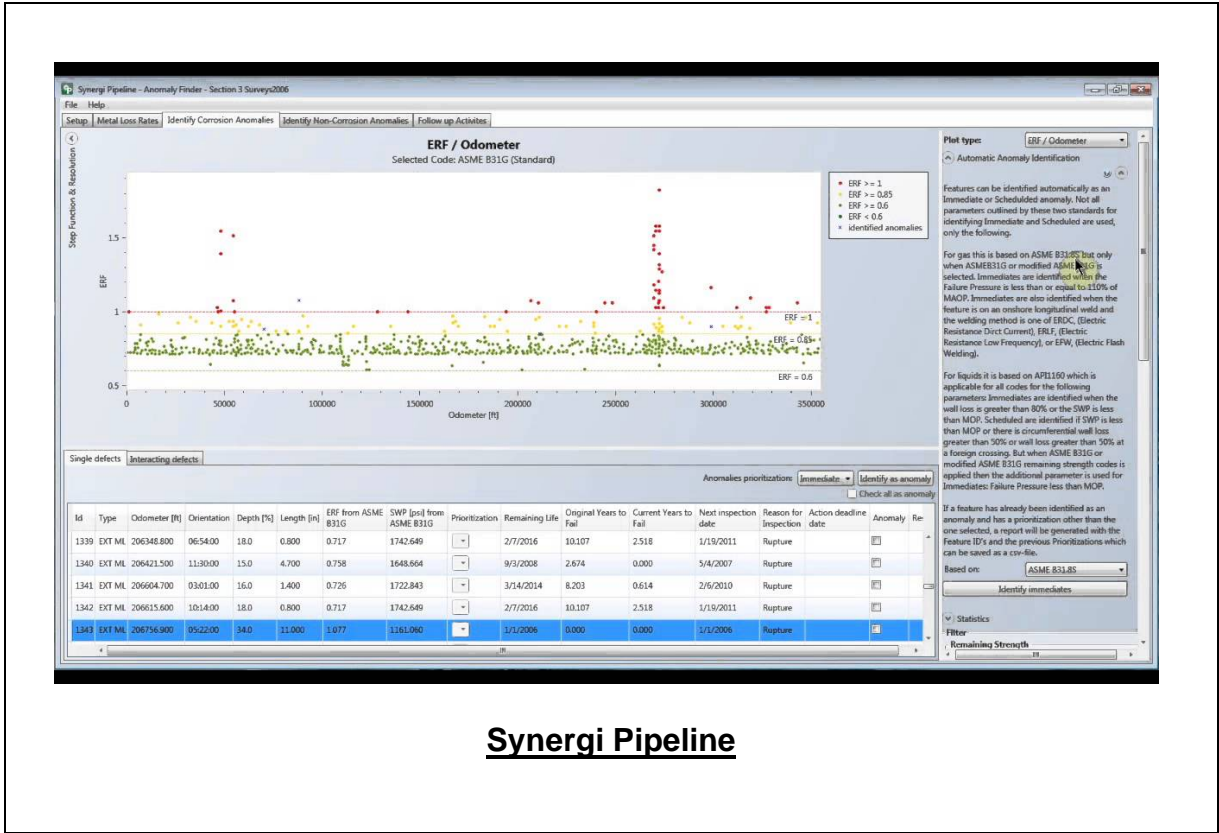 Synergi Pipeline - Anomaly Finder - Section 3 Surveys2006
File Help
Setup Metal Loss Rates Identify Corrosion Anomalies Identify Non-Corrosion Anomalies Follow up Activites
Step Function & Resolution
ERF / Odometer
Selected Code: ASME B31G (Standard)
ERF >= 1
ERF >= 0.85
ERF >= 0.6
ERF < 0.6
identified anomalies
ERF
1.5
1
0.5
ERF = 1
ERF = 0.85
ERF = 0.6
0 50000 100000 150000 200000 250000 300000 350000
Odometer [ft]
Plot type: ERF / Odometer
Automatic Anomaly Identification
Features can be identified automatically as an
Immediate or Schedulded anomaly. Not all
parameters outlined by these two standards for
identifying Immediate and Scheduled are used,
only the following.
For gas this is based on ASME B31.8S but only
when ASMEB31G or modified ASME B31G is
selected. Immediates are identified when the
Failure Pressure is less than or equal to 110% of
MAOP. Immediates are also identified when the
feature is on an onshore longitudinal weld and
the welding method is one of ERDC, (Electric
Resistance Dirct Current), ERLF, (Electric
Resistance Low Frequency), or EFW, (Electric Flash
Welding).
For liquids it is based on API1160 which is
applicable for all codes for the following
parameters: Immediates are identified when the
wall loss is greater than 80% or the SWP is less
than MOP. Scheduled are identified if SWP is less
than MOP or there is circumferential wall loss
greater than 50% or wall loss greater than 50% at
a foreign crossing. But when ASME B31G or
modified ASME B31G remaining strength codes is
applied then the additional parameter is used for
Immediates: Failure Pressure less than MOP.
If a feature has already been identified as an
anomaly and has a prioritization other than the
one selected, a report will be generated with the
Feature ID's and the previous Prioritizations which
can be saved as a csv-file.
Based on: ASME B31.8S
Identify immediates
Statistics
Filter
Remaining Strength
Single defects Interacting defects
Anomalies prioritization: Immediate Identify as anomaly
Check all as anomaly
Id Type Odometer [ft] Orientation Depth [%] Length [in] ERF from ASME B31G SWP [psi] from ASME B31G Prioritization Remaining Life Original Years to Fail Current Years to Fail Next inspection date Reason for Inspection Action deadline date Anomaly Re
1339 EXT ML 206348.800 06:54:00 18.0 0.800 0.717 1742.649 2/7/2016 10.107 2.518 1/19/2011 Rupture
1340 EXT ML 206421.500 11:30:00 15.0 4.700 0.758 1648.664 9/3/2008 2.674 0.000 5/4/2007 Rupture
1341 EXT ML 206604.700 03:01:00 16.0 1.400 0.726 1722.843 3/14/2014 8.203 0.614 2/6/2010 Rupture
1342 EXT ML 206615.600 10:14:00 18.0 0.800 0.717 1742.649 2/7/2016 10.107 2.518 1/19/2011 Rupture
1343 EXT ML 206756.900 05:22:00 34.0 11.000 1.077 1161.060 1/1/2006 0.000 0.000 1/1/2006 Rupture
Synergi Pipeline